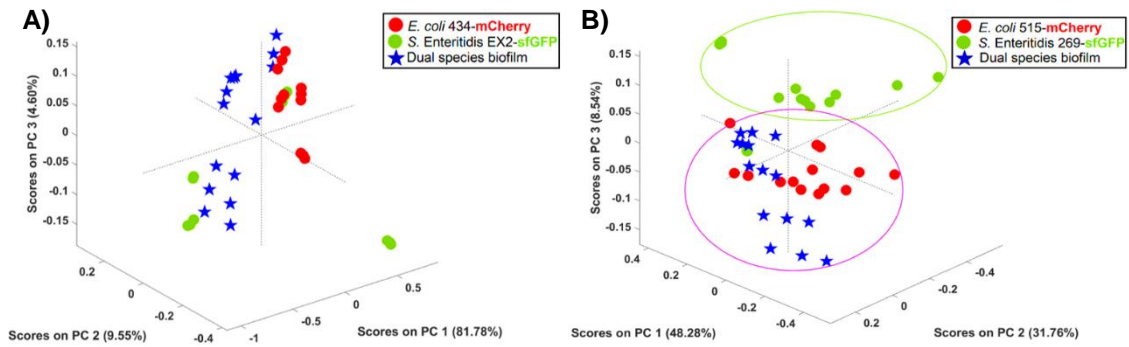 A)
E. coli 434-mCherry
S. Enteritidis EX2-sfGFP
Dual species biofilm
Scores on PC 3 (4.60%)
0.15
0.1
0.05
0
-0.05
-0.1
-0.15
0.2
0
-0.2
-0.4
Scores on PC 2 (9.55%)
-1
-0.5
0
0.5
Scores on PC 1 (81.78%)
B)
E. coli 515-mCherry
S. Enteritidis 269-sfGFP
Dual species biofilm
Scores on PC 3 (8.54%)
0.15
0.1
0.05
0
-0.05
-0.1
-0.15
0.4
0.2
0
-0.2
-0.4
Scores on PC 1 (48.28%)
0.2
0
-0.2
-0.4
Scores on PC 2 (31.76%)